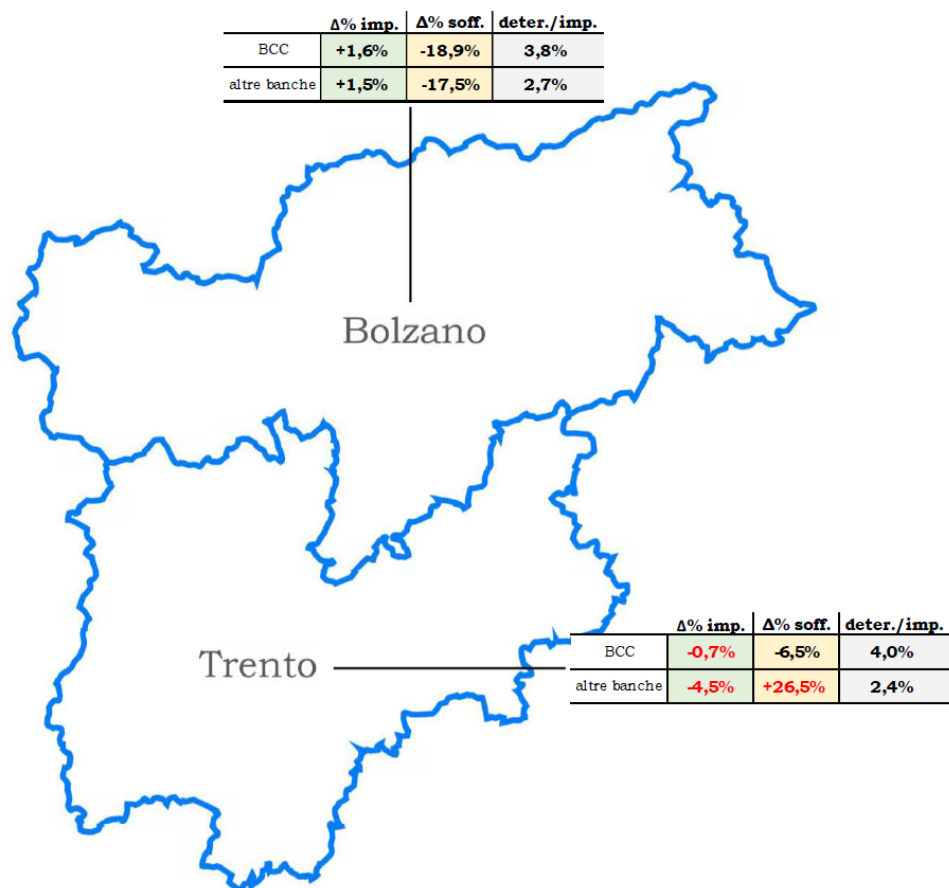 Δ% imp. Δ% soff. deter./imp.
BCC +1,6% -18,9% 3,8%
altre banche +1,5% -17,5% 2,7%
Bolzano
Δ% imp. Δ% soff. deter./imp.
BCC -0,7% -6,5% 4,0%
Trento
altre banche -4,5% +26,5% 2,4%